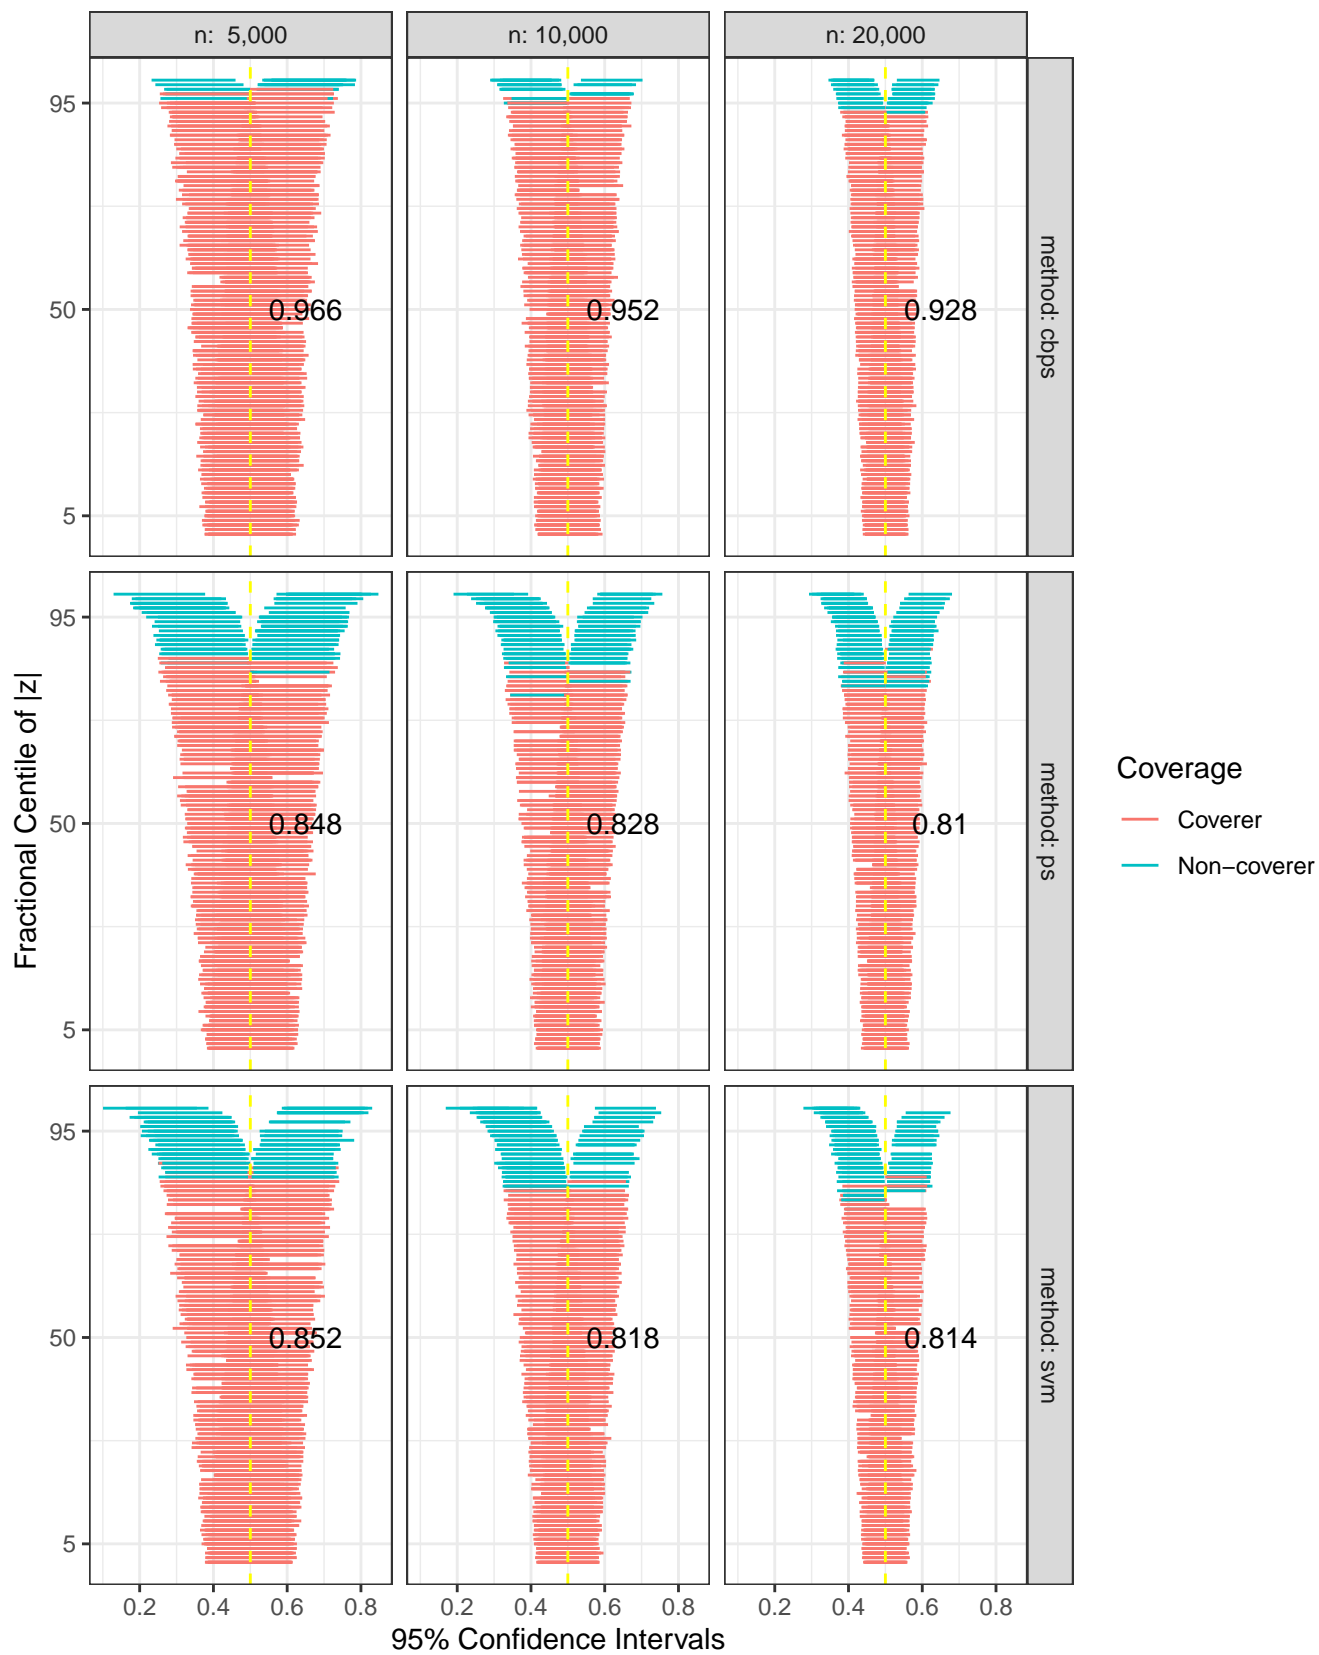 n:  5,000
n: 10,000
n: 20,000
95
50
5
0.966
0.952
0.928
method: cbps
95
50
5
0.848
0.828
0.81
method: ps
Fractional Centile of |z|
Coverage
Coverer
Non−coverer
95
50
5
0.852
0.818
0.814
method: svm
0.2 0.4 0.6 0.8 0.2 0.4 0.6 0.8 0.2 0.4 0.6 0.8
95% Confidence Intervals